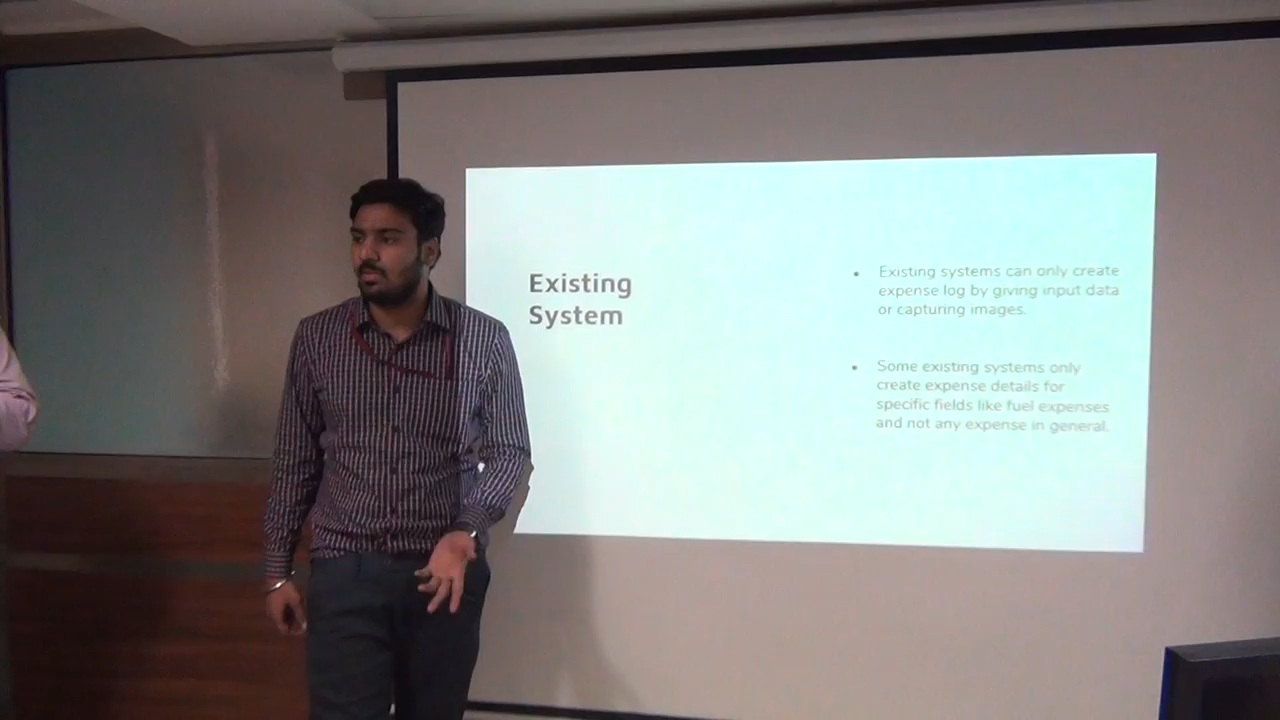 Existing
System
• Existing systems can only create
expense log by giving input data
or capturing images.
• Some existing systems only
create expense details for
specific fields like fuel expenses
and not any expense in general.